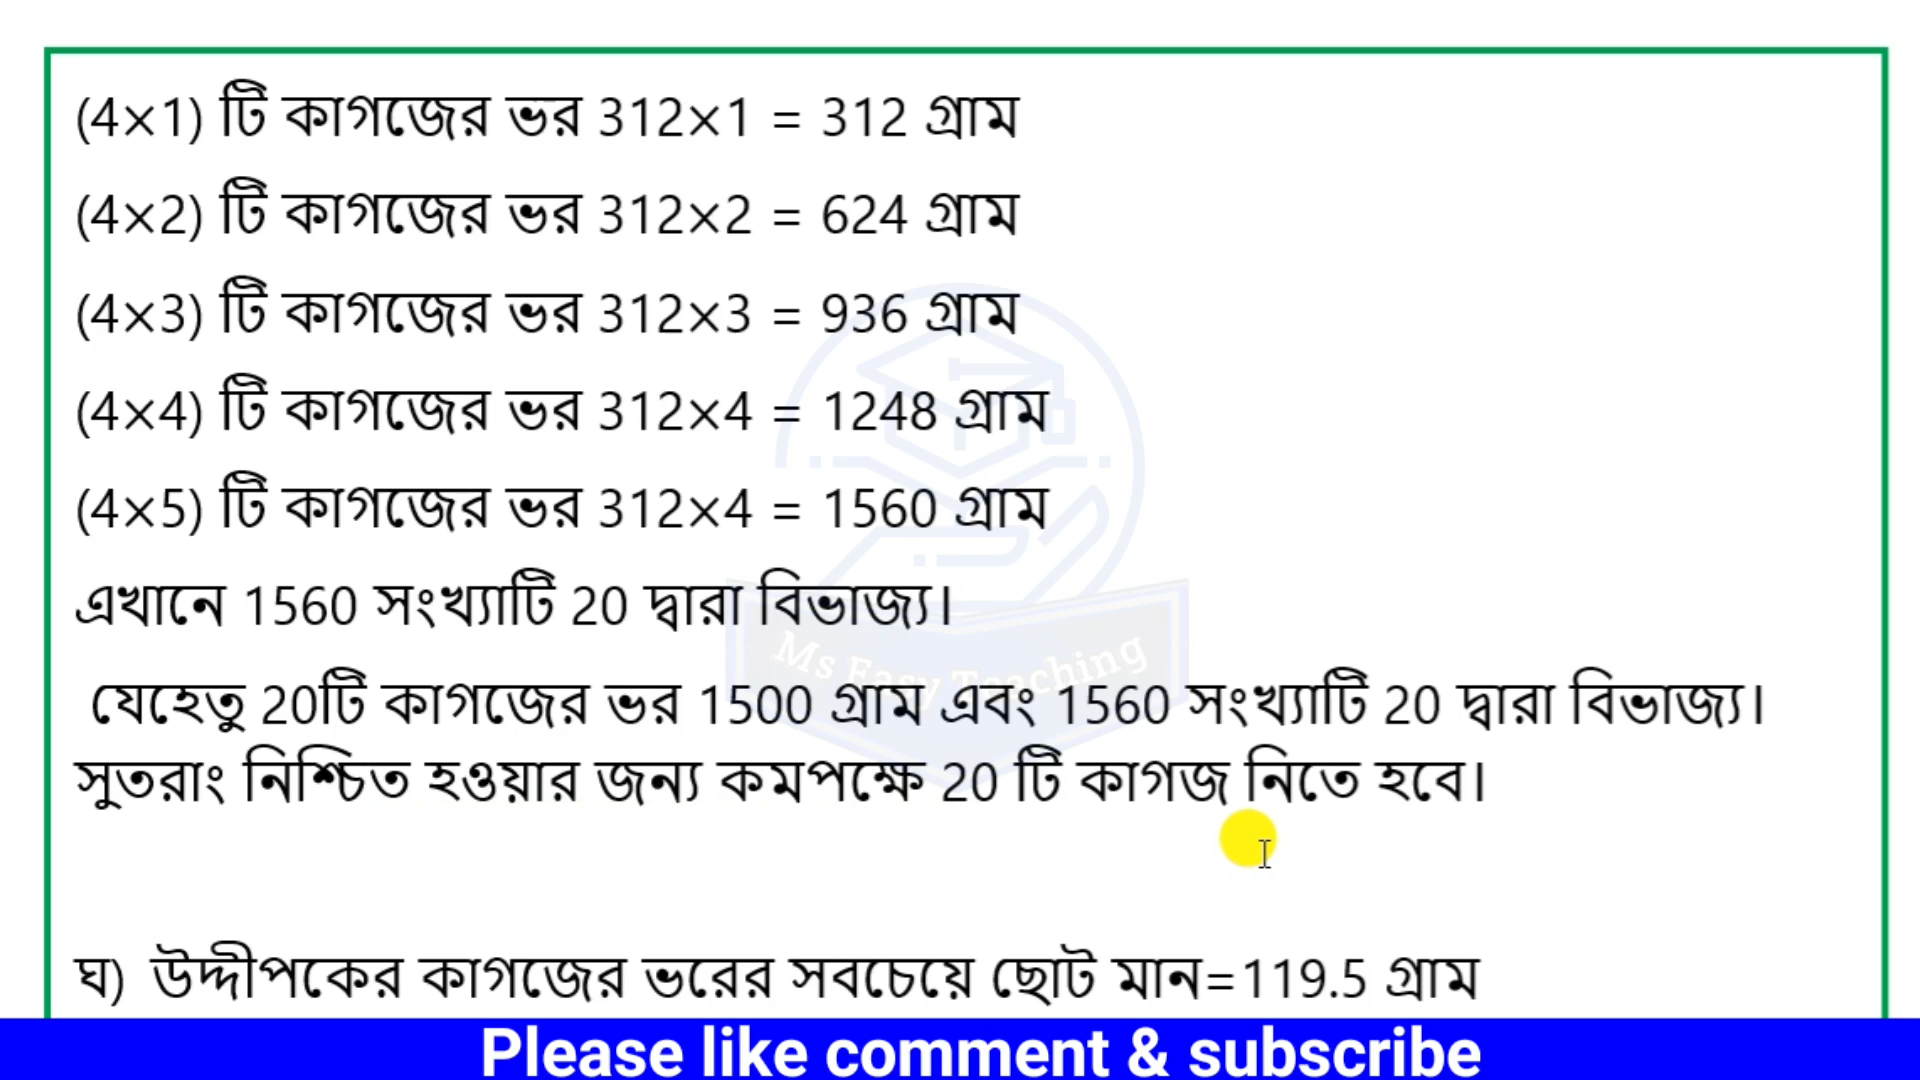 (4×1) টি কাগজের ভর 312×1 = 312 গ্রাম
(4×2) টি কাগজের ভর 312×2 = 624 গ্রাম
(4×3) টি কাগজের ভর 312×3 = 936 গ্রাম
(4×4) টি কাগজের ভর 312×4 = 1248 গ্রাম
(4×5) টি কাগজের ভর 312×4 = 1560 গ্রাম
এখানে 1560 সংখ্যাটি 20 দ্বারা বিভাজ্য।
Ms Easy Teaching
যেহেতু 20টি কাগজের ভর 1500 গ্রাম এবং 1560 সংখ্যাটি 20 দ্বারা বিভাজ্য।
সুতরাং নিশ্চিত হওয়ার জন্য কমপক্ষে 20 টি কাগজ নিতে হবে।
ঘ) উদ্দীপকের কাগজের ভরের সবচেয়ে ছোট মান=119.5 গ্রাম
Please like comment & subscribe